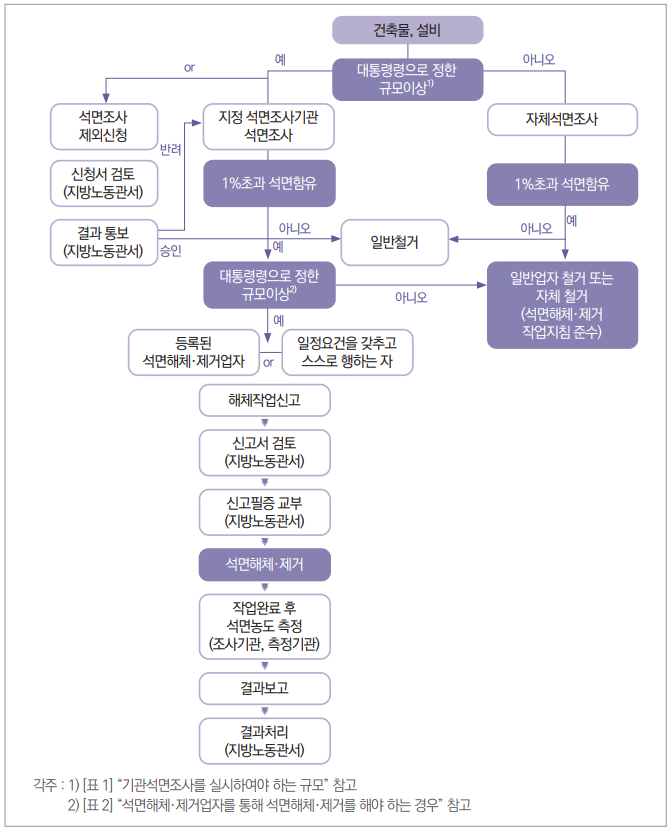 건축물, 설비
예
아니오
or
대통령령으로 정한
규모이상1)
석면조사
제외신청
지정 석면조사기관
석면조사
자체석면조사
반려
신청서 검토
(지방노동관서)
1%초과 석면함유
1%초과 석면함유
결과 통보
(지방노동관서)
승인
아니오
예
일반철거
아니오
예
대통령령으로 정한
규모이상2)
아니오
일반업자 철거 또는
자체 철거
(석면해체·제거
작업지침 준수)
예
등록된
석면해체·제거업자
or
일정요건을 갖추고
스스로 행하는 자
해체작업신고
신고서 검토
(지방노동관서)
신고필증 교부
(지방노동관서)
석면해체·제거
작업완료 후
석면농도 측정
(조사기관, 측정기관)
결과보고
결과처리
(지방노동관서)
각주 : 1) [표 1] “기관석면조사를 실시하여야 하는 규모” 참고
2) [표 2] “석면해체·제거업자를 통해 석면해체·제거를 해야 하는 경우” 참고